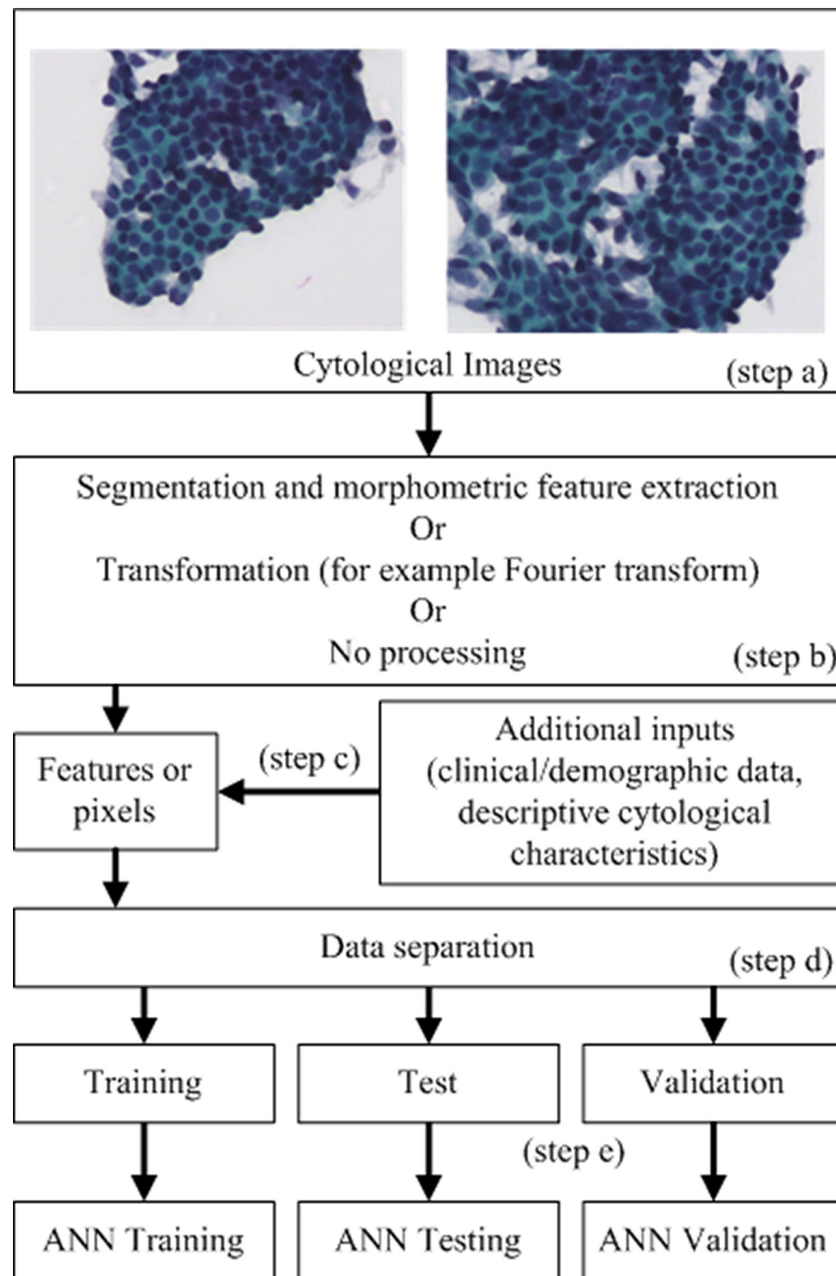 Cytological Images
(step a)
Segmentation and morphometric feature extraction
Or
Transformation (for example Fourier transform)
Or
No processing
(step b)
Features or
pixels
(step c)
Additional inputs
(clinical/demographic data,
descriptive cytological
characteristics)
Data separation
(step d)
Training
Test
Validation
(step e)
ANN Training
ANN Testing
ANN Validation